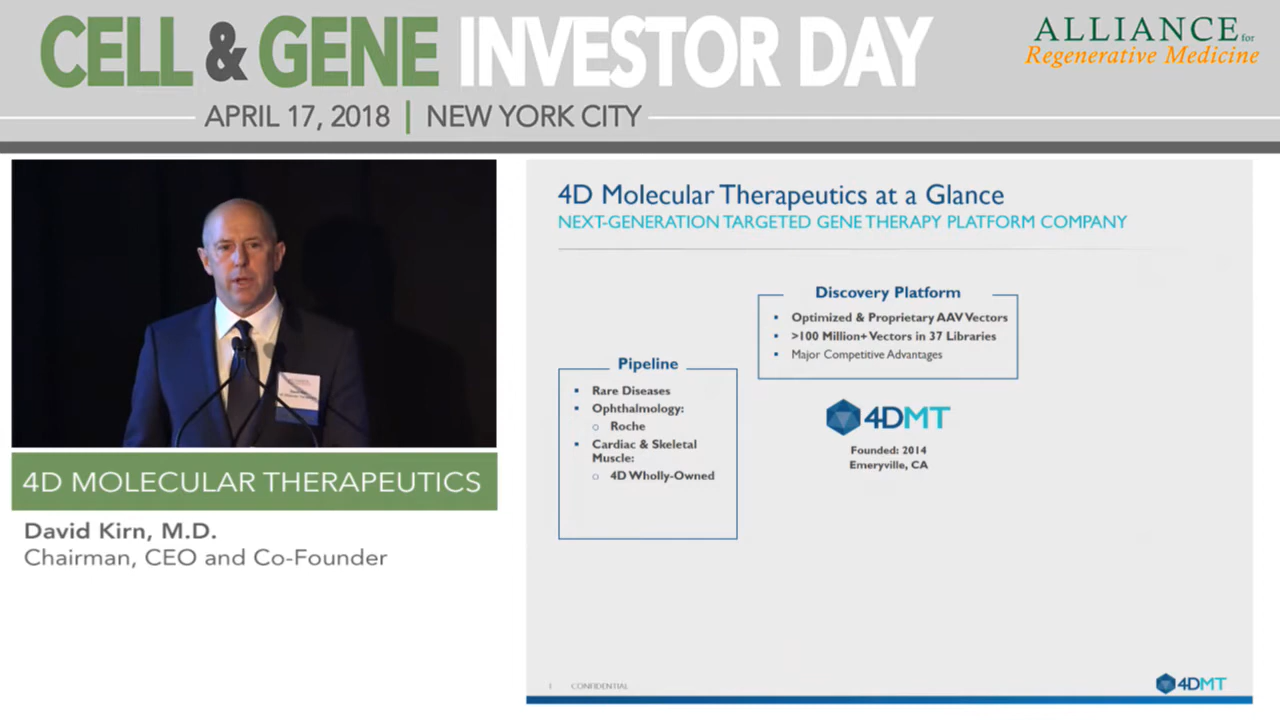 CELL & GENE INVESTOR DAY
APRIL 17, 2018 | NEW YORK CITY
ALLIANCE for
Regenerative Medicine
4D MOLECULAR THERAPEUTICS
David Kirn, M.D.
Chairman, CEO and Co-Founder
4D Molecular Therapeutics at a Glance
NEXT-GENERATION TARGETED GENE THERAPY PLATFORM COMPANY
Discovery Platform
▪ Optimized & Proprietary AAV Vectors
▪ >100 Million+ Vectors in 37 Libraries
▪ Major Competitive Advantages
Pipeline
▪ Rare Diseases
▪ Ophthalmology:
○ Roche
▪ Cardiac & Skeletal
Muscle:
○ 4D Wholly-Owned
4DMT
Founded: 2014
Emeryville, CA
1 CONFIDENTIAL
4DMT